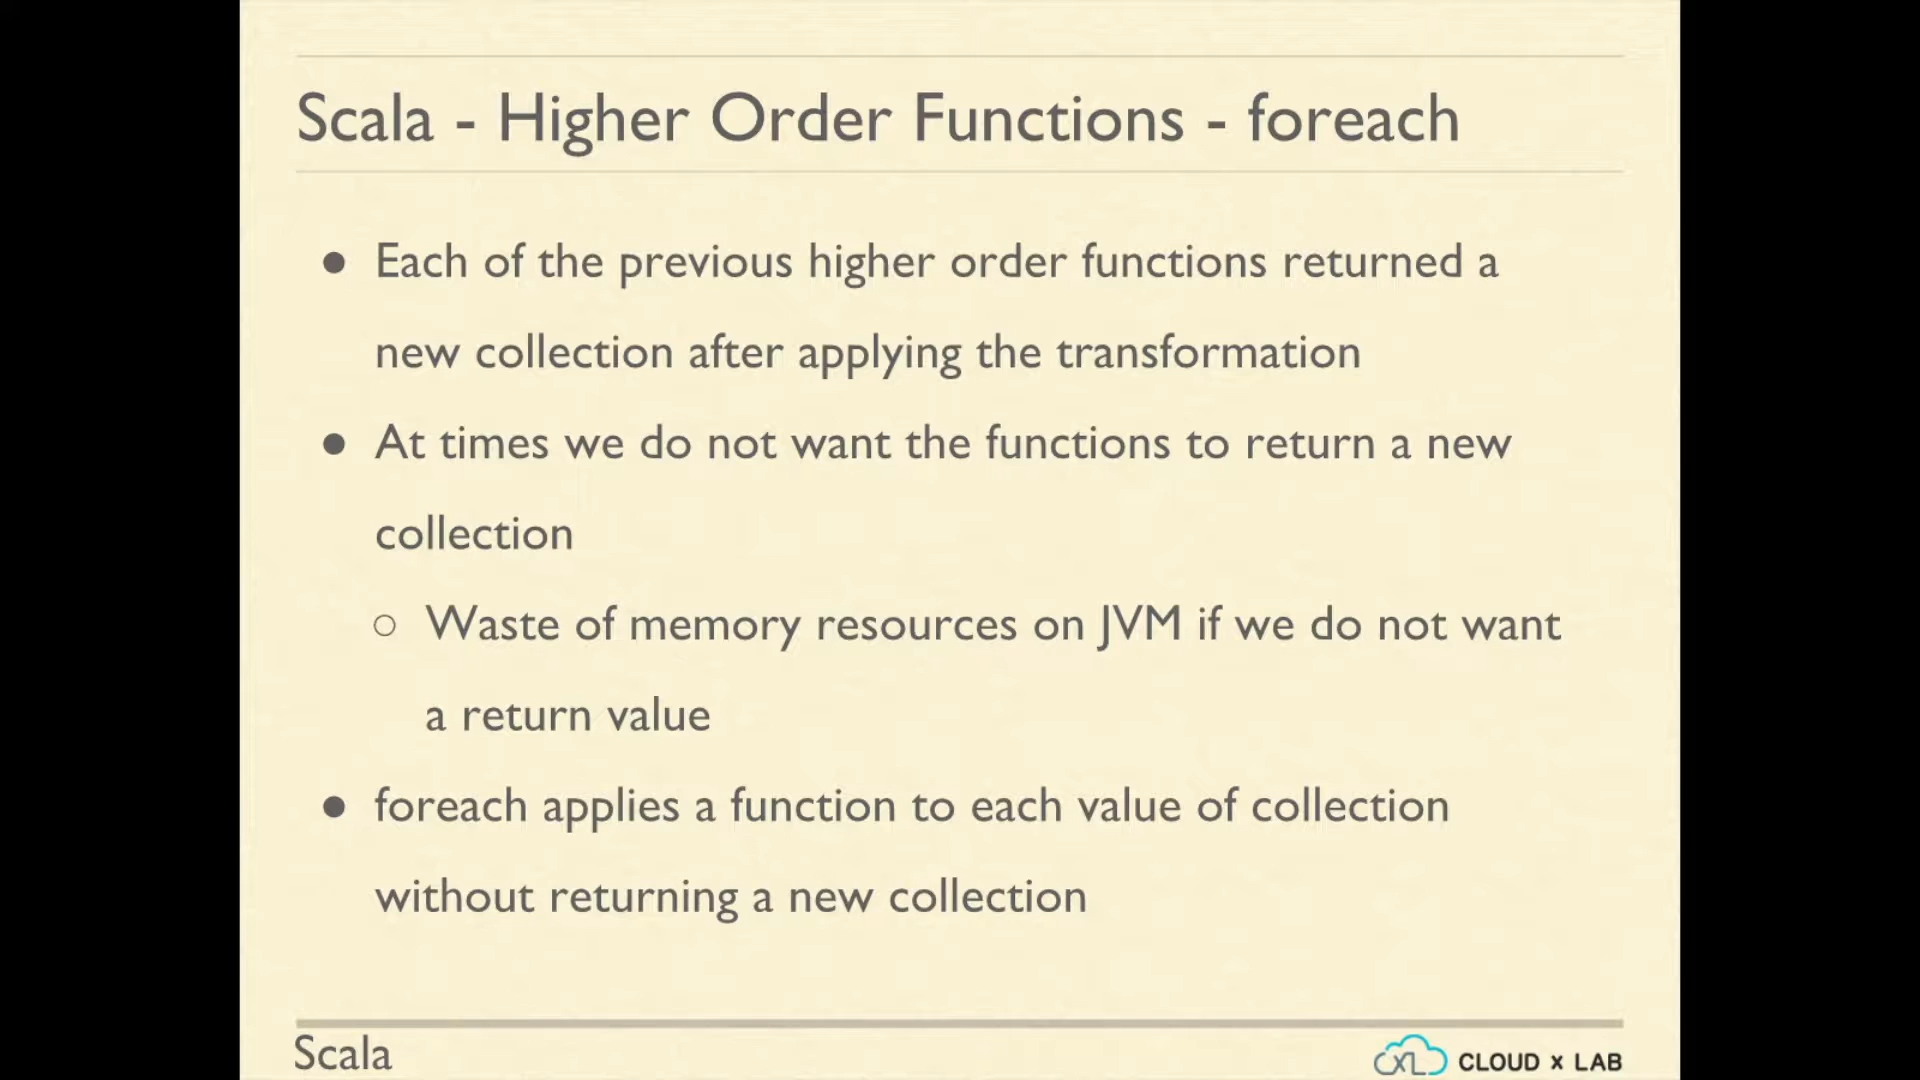 Scala - Higher Order Functions - foreach
● Each of the previous higher order functions returned a
new collection after applying the transformation
● At times we do not want the functions to return a new
collection
○ Waste of memory resources on JVM if we do not want
a return value
● foreach applies a function to each value of collection
without returning a new collection
Scala
XL CLOUD x LAB